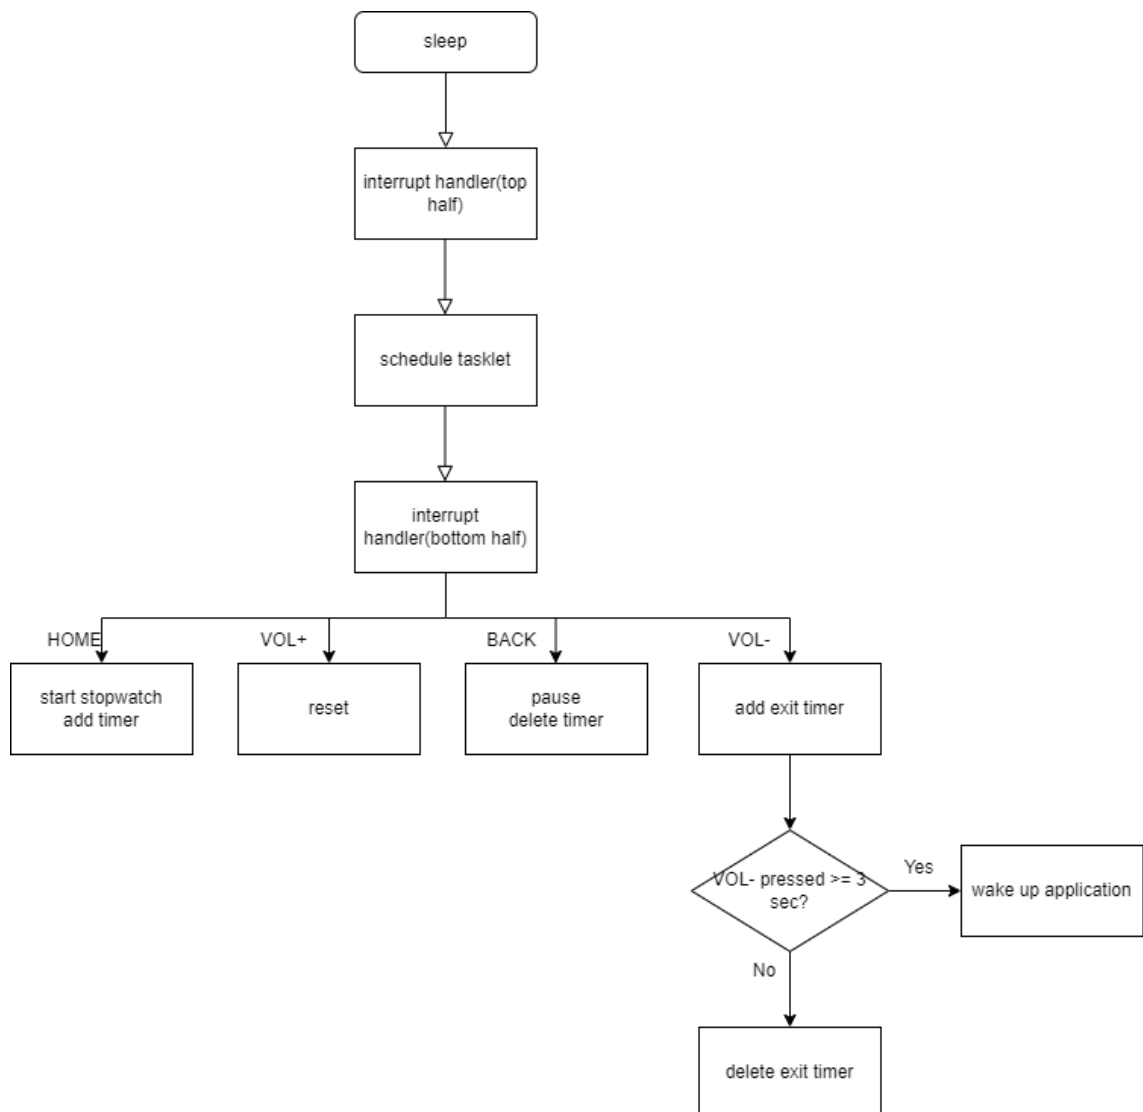 sleep
interrupt handler(top
half)
schedule tasklet
interrupt
handler(bottom half)
HOME
VOL+
BACK
VOL-
start stopwatch
add timer
reset
pause
delete timer
add exit timer
VOL- pressed >= 3
sec?
Yes
wake up application
No
delete exit timer